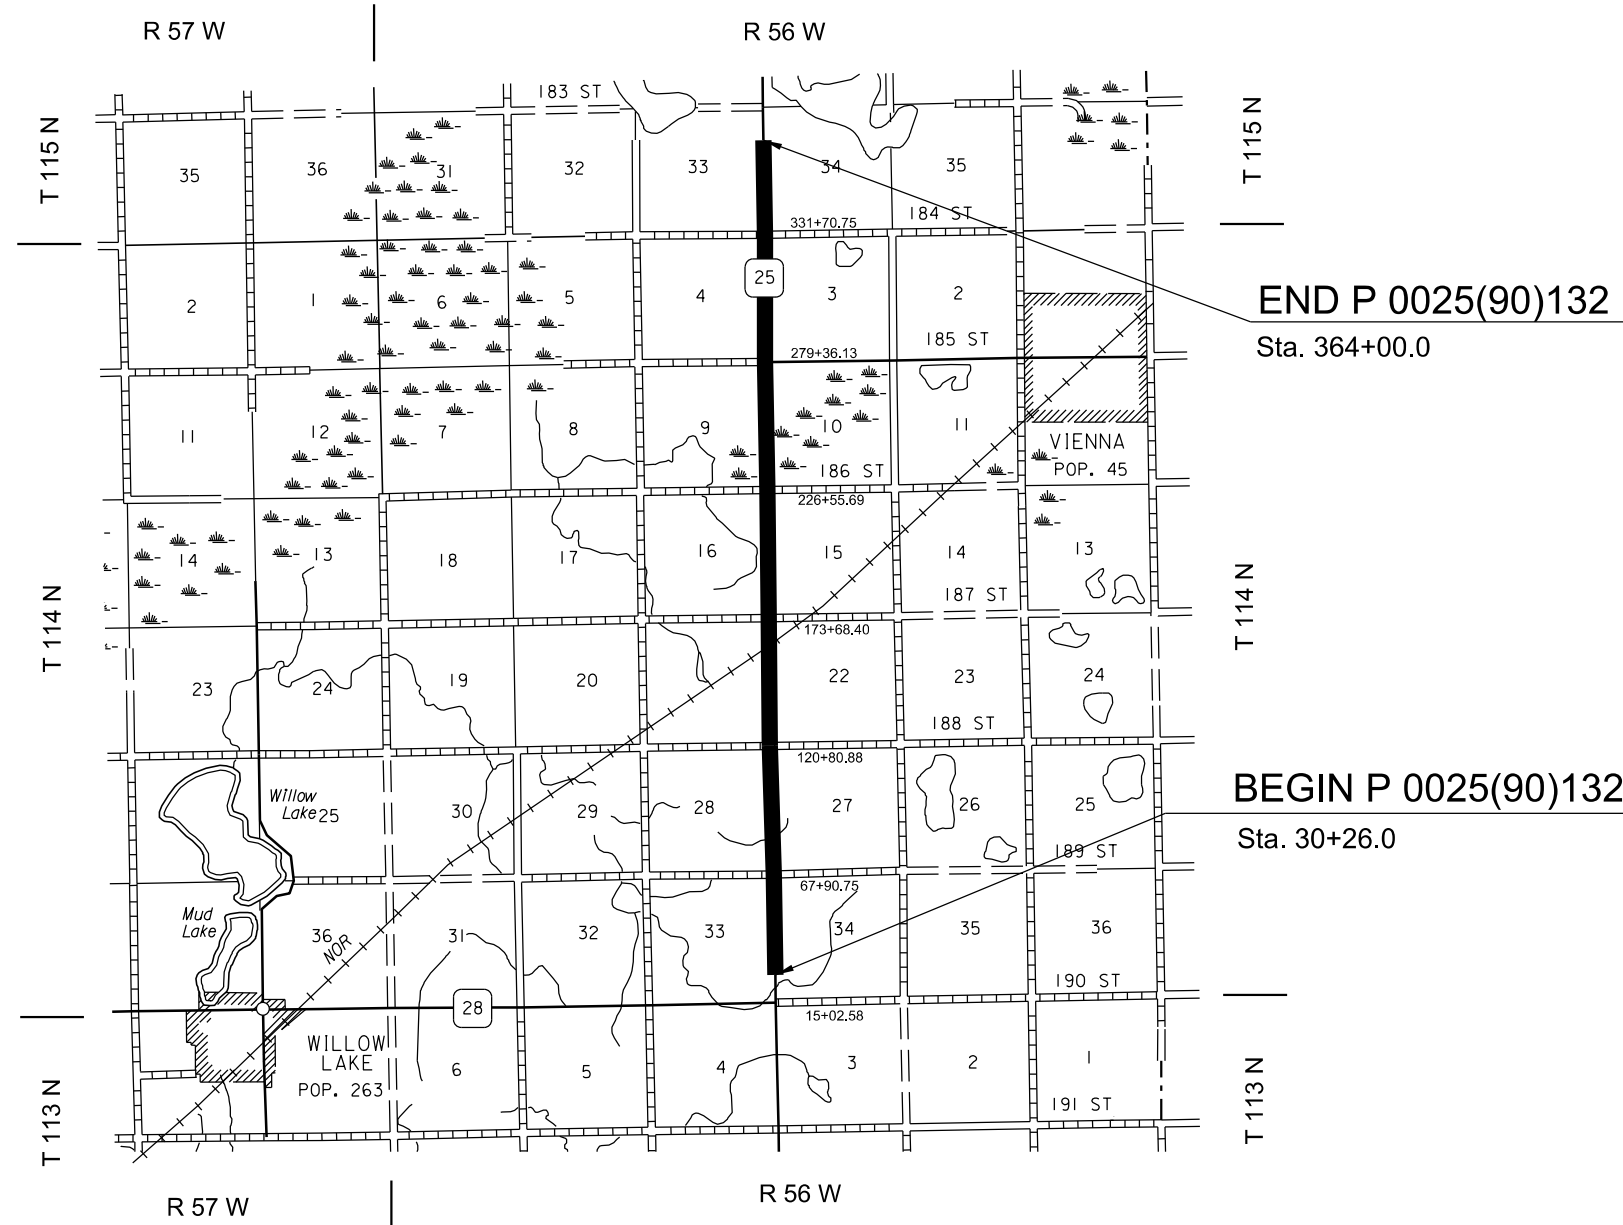 R 57 W
R 56 W
183 ST
T 115 N
T 115 N
35
36
31
32
33
34
35
184 ST
331+70.75
25
2
1
6
5
4
3
2
END P 0025(90)132
Sta. 364+00.0
185 ST
279+36.13
11
12
7
8
9
10
11
VIENNA
POP. 45
186 ST
226+55.69
14
13
18
17
16
15
14
13
T 114 N
T 114 N
187 ST
173+68.40
23
24
19
20
22
23
24
188 ST
120+80.88
BEGIN P 0025(90)132
Sta. 30+26.0
Willow
Lake
25
30
29
28
27
26
25
189 ST
67+90.75
Mud
Lake
36
NOR
31
32
33
34
35
36
190 ST
28
15+02.58
WILLOW
LAKE
POP. 263
6
5
4
3
2
1
191 ST
T 113 N
T 113 N
R 57 W
R 56 W